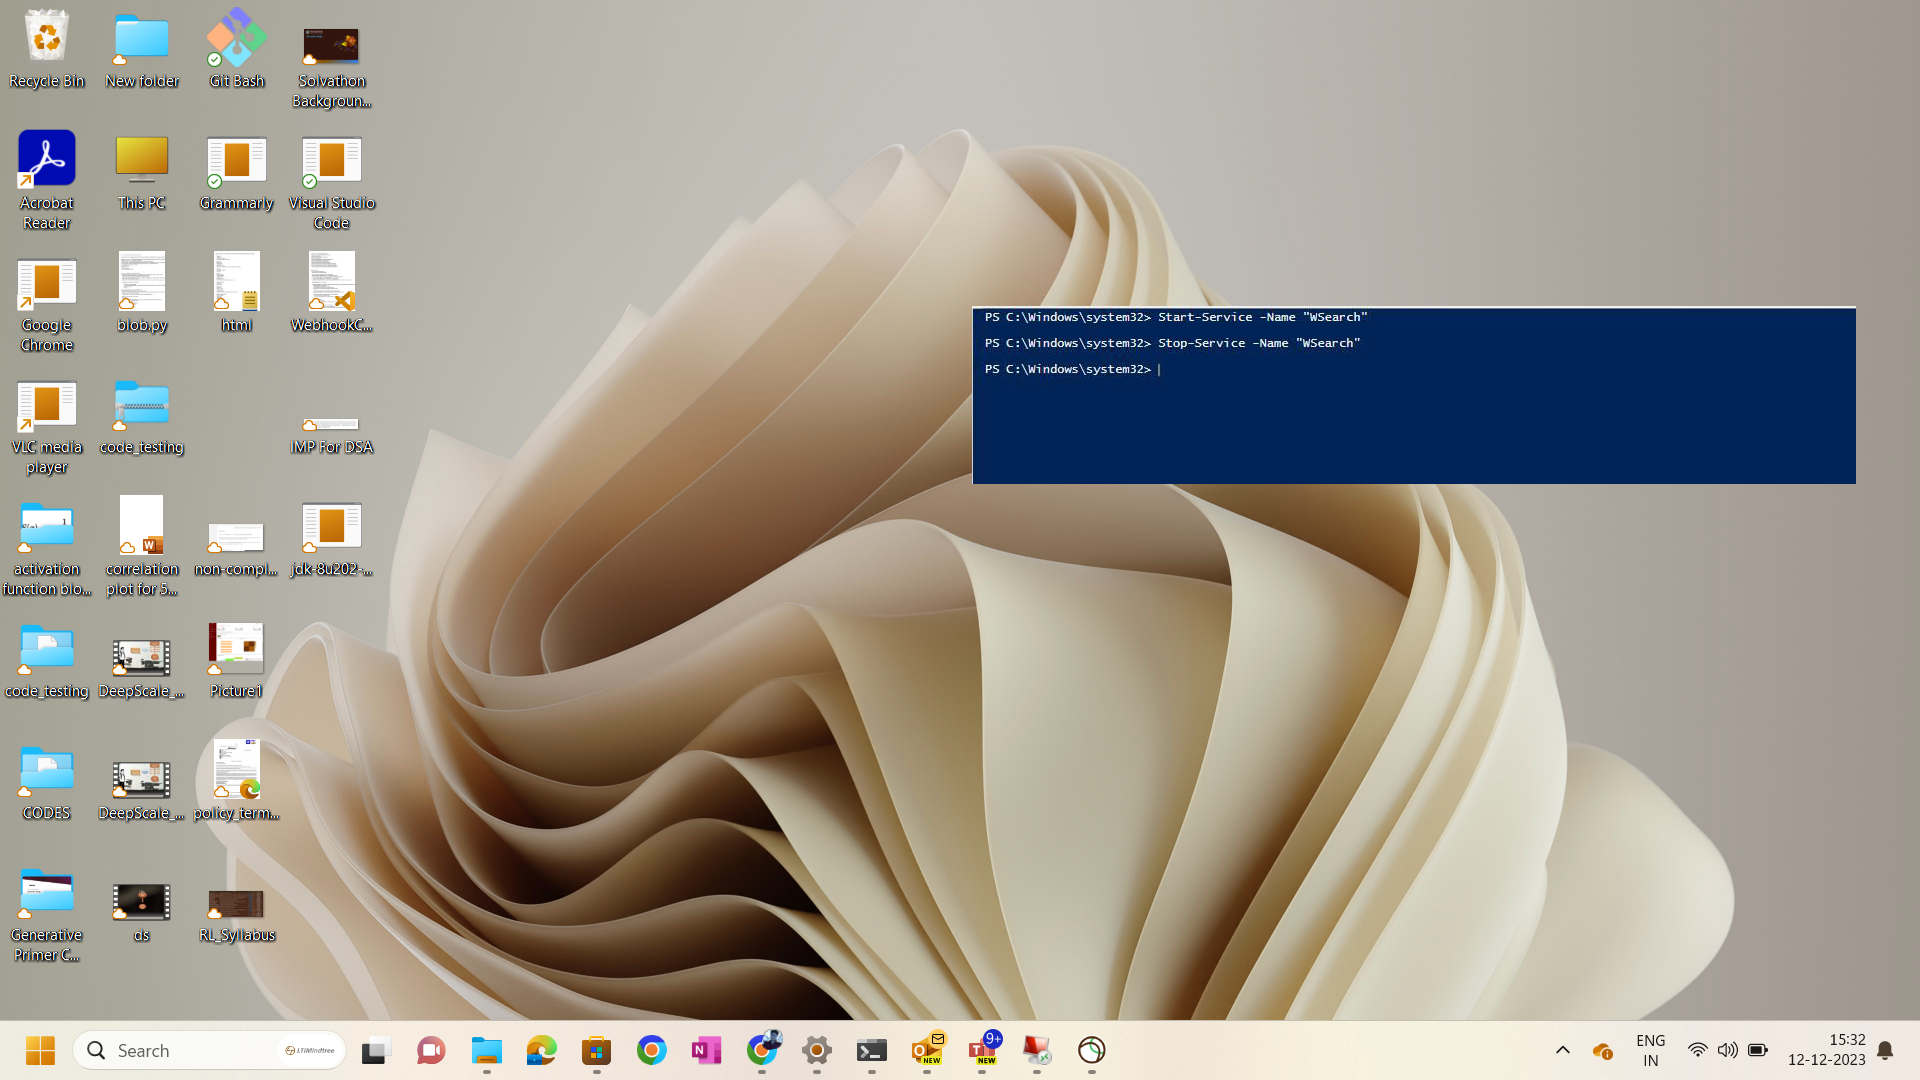 Recycle Bin
New folder
Git Bash
Solvathon
Backgroun...
Acrobat
Reader
This PC
Grammarly
Visual Studio
Code
Google
Chrome
blob.py
html
WebhookC...
VLC media
player
code_testing
IMP For DSA
activation
function blo...
correlation
plot for 5...
non-compl...
jdk-8u202-...
code_testing
DeepScale_...
Picture1
CODES
DeepScale_...
policy_term...
Generative
Primer C...
ds
RL_Syllabus
PS C:\Windows\system32> Start-Service -Name "WSearch"
PS C:\Windows\system32> Stop-Service -Name "WSearch"
PS C:\Windows\system32>
Search
LTIMindtree
NEW
9+
NEW
ENG
IN
15:32
12-12-2023